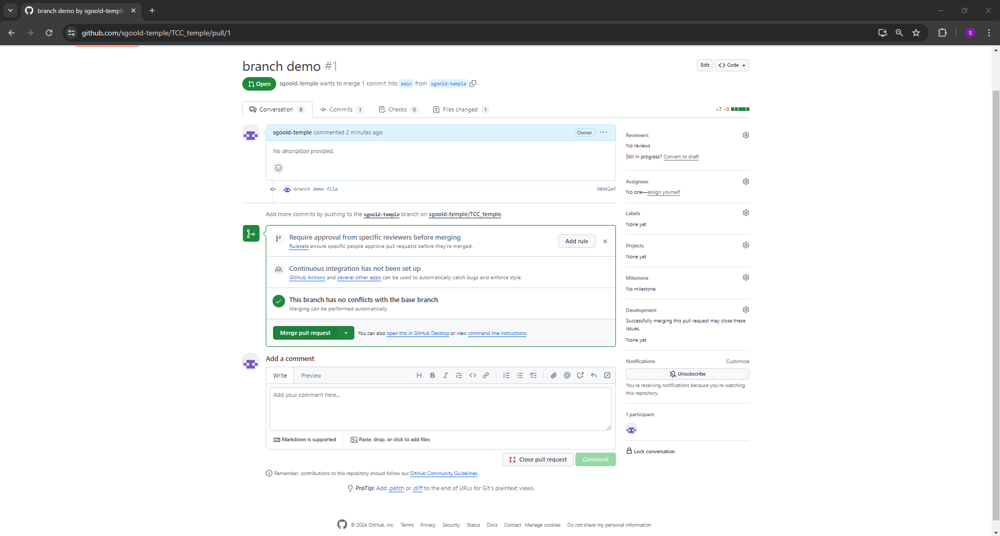 branch demo by sgoold-temple
github.com/sgoold-temple/TCC_temple/pull/1
S
branch demo #1
Edit
Code
Open
sgoold-temple wants to merge 1 commit into main from sgoold-temple
Conversation 0
Commits 1
Checks 0
Files changed 1
+7 −0
sgoold-temple commented 2 minutes ago
Owner
No description provided.
branch demo file
98942ef
Add more commits by pushing to the sgoold-temple branch on sgoold-temple/TCC_temple.
Require approval from specific reviewers before merging
Rulesets ensure specific people approve pull requests before they're merged.
Add rule
Continuous integration has not been set up
GitHub Actions and several other apps can be used to automatically catch bugs and enforce style.
This branch has no conflicts with the base branch
Merging can be performed automatically.
Merge pull request
You can also open this in GitHub Desktop or view command line instructions.
Add a comment
Write
Preview
H B I
Add your comment here...
Markdown is supported
Paste, drop, or click to add files
Close pull request
Comment
Remember, contributions to this repository should follow our GitHub Community Guidelines.
ProTip! Add .patch or .diff to the end of URLs for Git's plaintext views.
Reviewers
No reviews
Still in progress? Convert to draft
Assignees
No one—assign yourself
Labels
None yet
Projects
None yet
Milestone
No milestone
Development
Successfully merging this pull request may close these
issues.
None yet
Notifications
Customize
Unsubscribe
You're receiving notifications because you're watching
this repository.
1 participant
Lock conversation
© 2024 GitHub, Inc.
Terms
Privacy
Security
Status
Docs
Contact
Manage cookies
Do not share my personal information